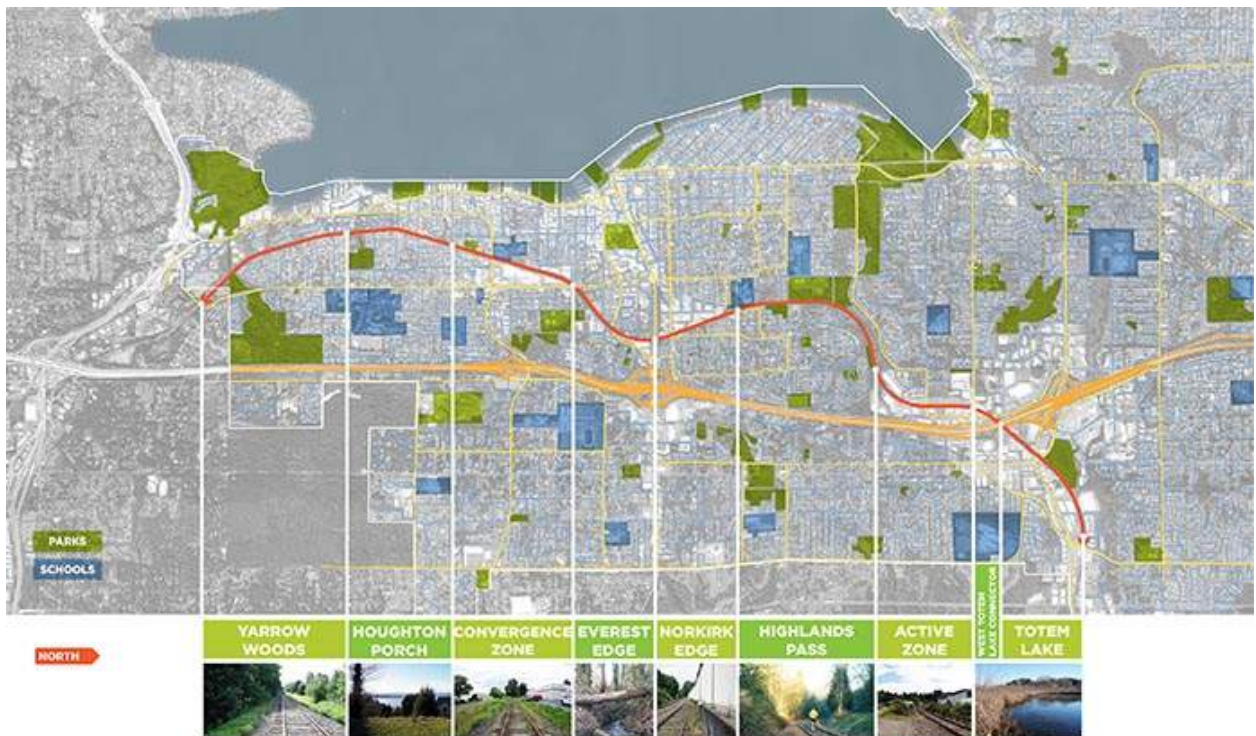 PARKS
SCHOOLS
NORTH
YARROW
WOODS
HOUGHTON
PORCH
CONVERGENCE
ZONE
EVEREST
EDGE
NORKIRK
EDGE
HIGHLANDS
PASS
ACTIVE
ZONE
WEST TOTEM
LAKE CONNECTOR
TOTEM
LAKE